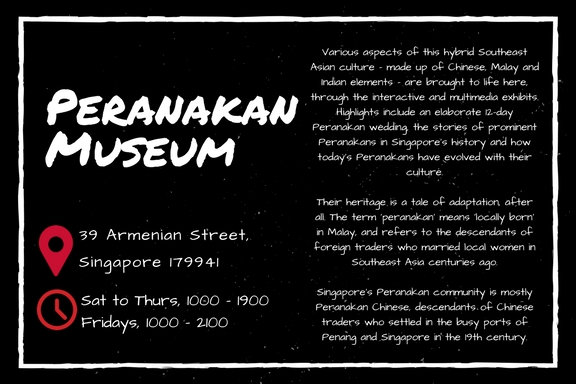 Peranakan
Museum
39 Armenian Street,
Singapore 179941
Sat to Thurs, 1000 - 1900
Fridays, 1000 - 2100
Various aspects of this hybrid Southeast
Asian culture - made up of Chinese, Malay and
Indian elements - are brought to life here,
through the interactive and multimedia exhibits.
Highlights include an elaborate 12-day
Peranakan wedding, the stories of prominent
Peranakans in Singapore's history and how
today's Peranakans have evolved with their
culture.
Their heritage is a tale of adaptation, after
all. The term 'peranakan' means 'locally born'
in Malay, and refers to the descendants of
foreign traders who married local women in
Southeast Asia centuries ago.
Singapore's Peranakan community is mostly
Peranakan Chinese, descendants of Chinese
traders who settled in the busy ports of
Penang and Singapore in the 19th century.